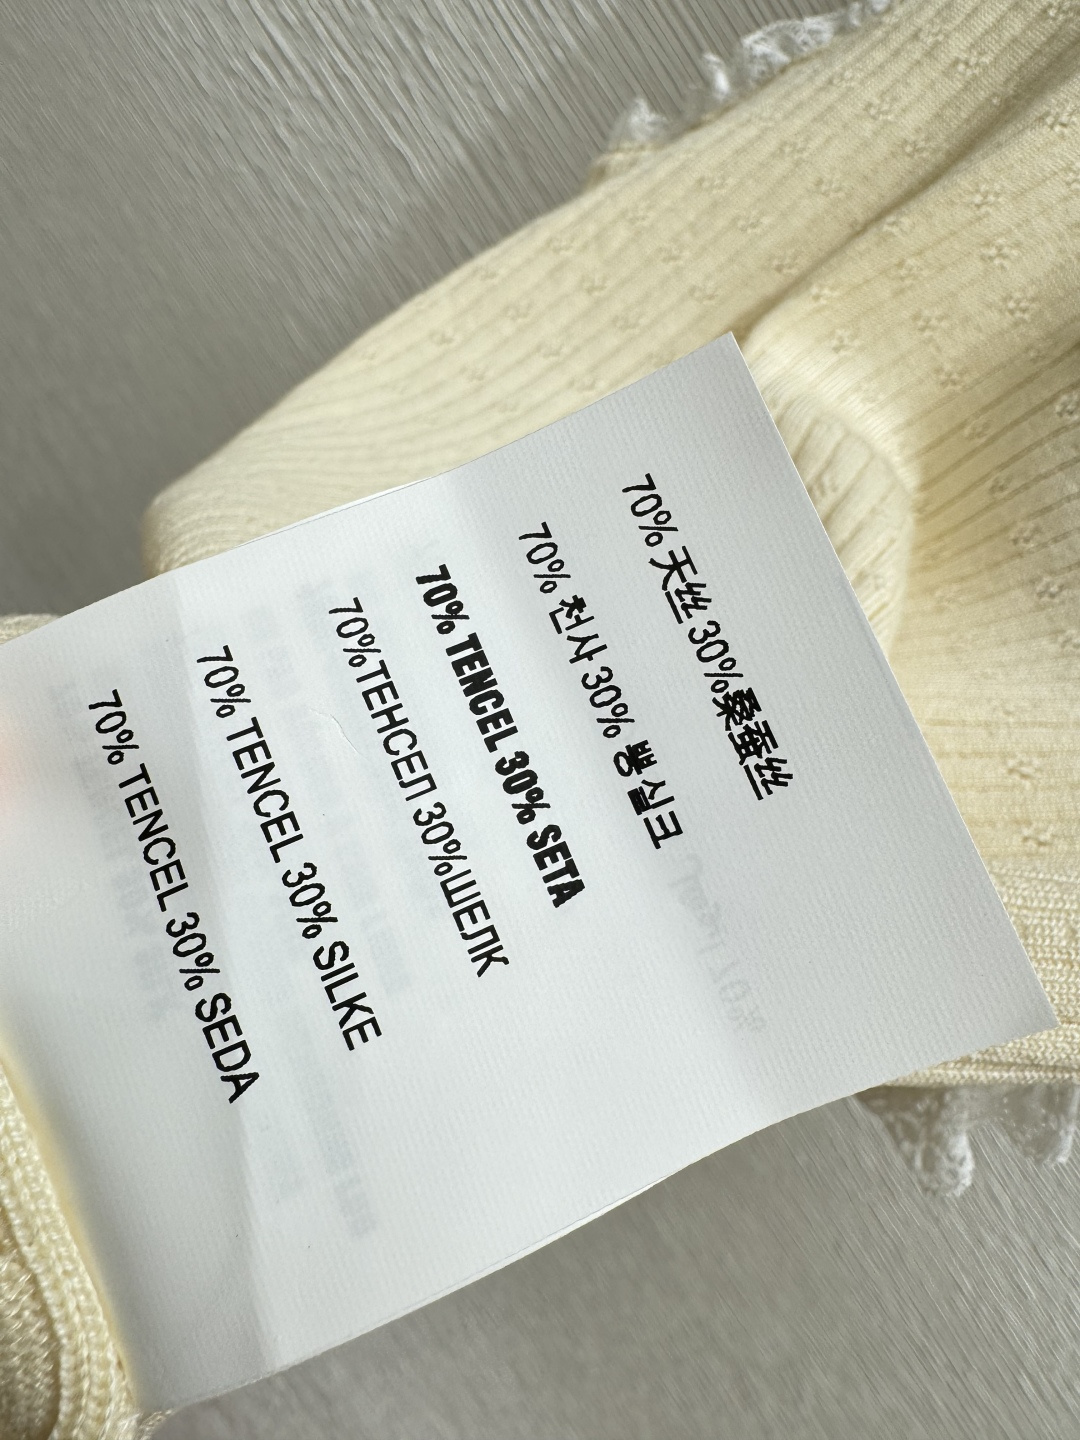 70% 天丝 30%桑蚕丝
70% 천사 30% 뽕실크
70% TENCEL 30% SETA
70%ТЕНСЕЛ 30%ШЕЛК
70% TENCEL 30% SILKE
70% TENCEL 30% SEDA